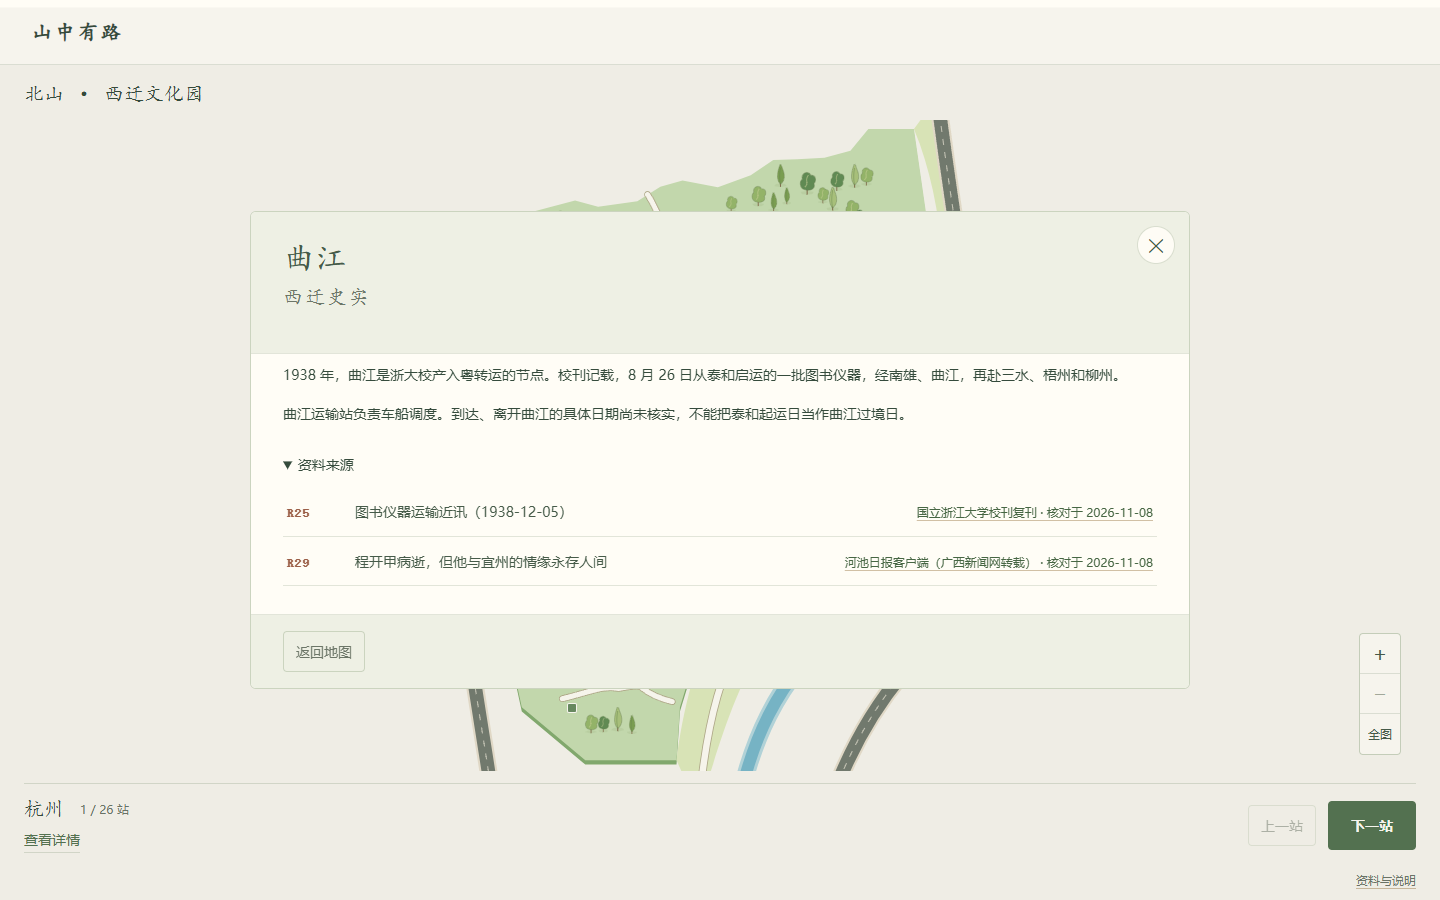 山中有路
北山 • 西迁文化园
曲江
西迁史实
1938 年，曲江是浙大校产入粤转运的节点。校刊记载，8 月 26 日从泰和启运的一批图书仪器，经南雄、曲江，再赴三水、梧州和柳州。
曲江运输站负责车船调度。到达、离开曲江的具体日期尚未核实，不能把泰和起运日当作曲江过境日。
▼ 资料来源
R25 图书仪器运输近讯（1938-12-05） 国立浙江大学校刊复刊 · 核对于 2026-11-08
R29 程开甲病逝，但他与宜州的情缘永存人间 河池日报客户端（广西新闻网转载） · 核对于 2026-11-08
返回地图
+
−
全图
杭州 1 / 26 站
查看详情
上一站
下一站
资料与说明